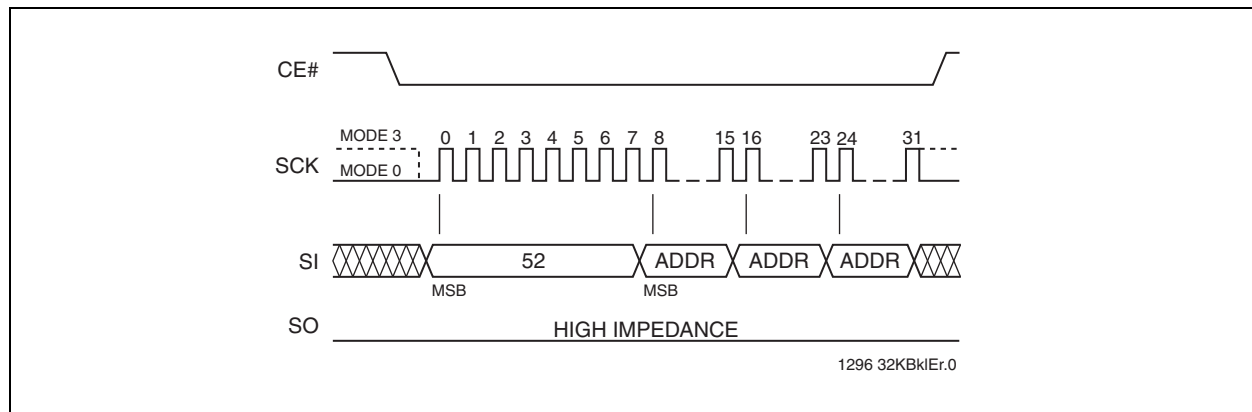 CE#
MODE 3 0 1 2 3 4 5 6 7 8 15 16 23 24 31
SCK MODE 0
SI 52 ADDR ADDR ADDR
MSB MSB
SO HIGH IMPEDANCE
1296 32KBklEr.0